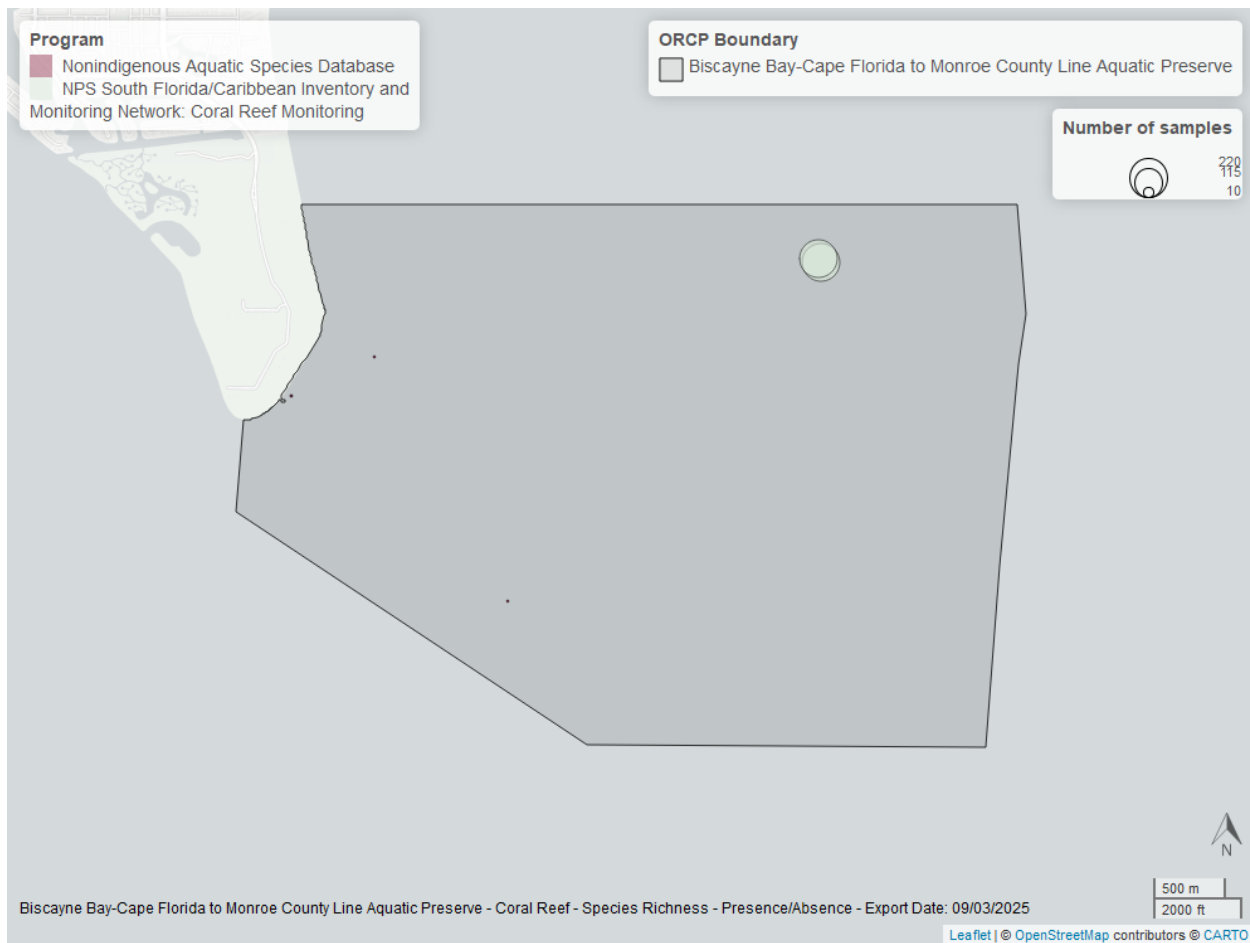 Program
Nonindigenous Aquatic Species Database
NPS South Florida/Caribbean Inventory and
Monitoring Network: Coral Reef Monitoring
ORCP Boundary
Biscayne Bay-Cape Florida to Monroe County Line Aquatic Preserve
Number of samples
220
115
10
N
500 m
2000 ft
Biscayne Bay-Cape Florida to Monroe County Line Aquatic Preserve - Coral Reef - Species Richness - Presence/Absence - Export Date: 09/03/2025
Leaflet | © OpenStreetMap contributors © CARTO